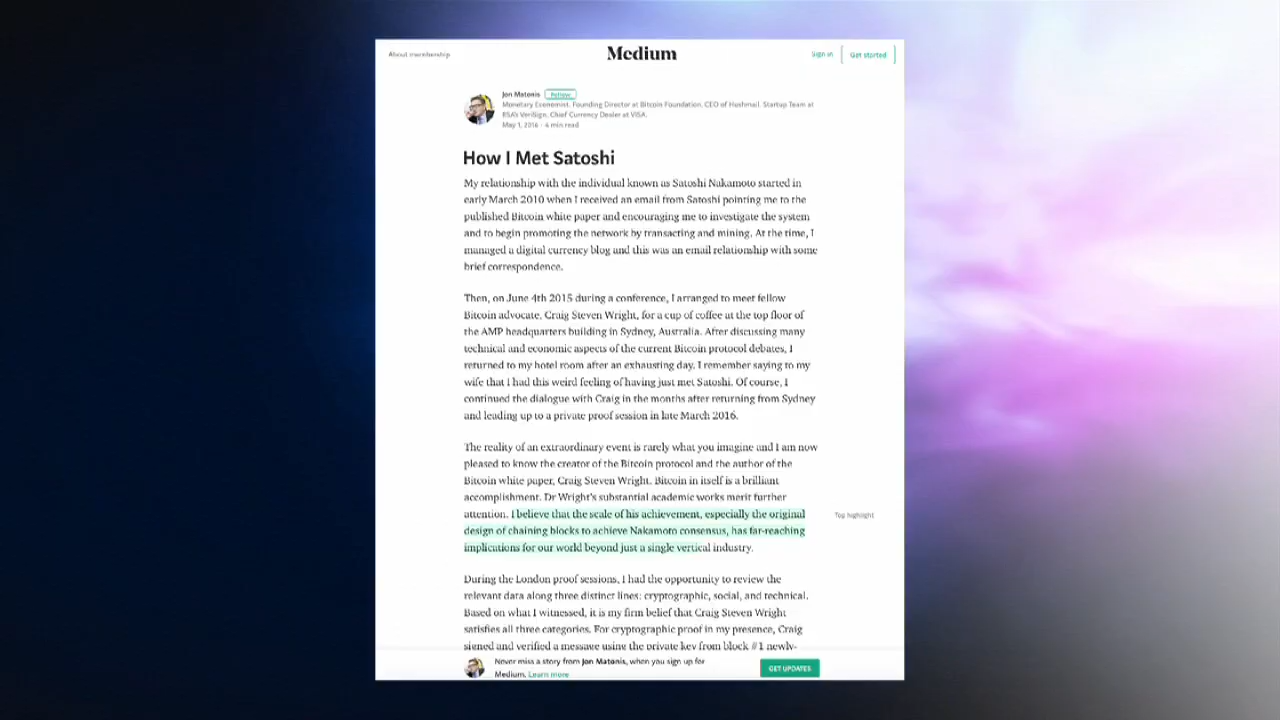 About membership
Medium
Sign in
Get started
Jon Matonis
Follow
Monetary Economist. Founding Director at Bitcoin Foundation, CEO of Hushmail, Startup Team at
RSA's VeriSign, Chief Currency Dealer at VISA.
May 1, 2016 · 4 min read
How I Met Satoshi
My relationship with the individual known as Satoshi Nakamoto started in
early March 2010 when I received an email from Satoshi pointing me to the
published Bitcoin white paper and encouraging me to investigate the system
and to begin promoting the network by transacting and mining. At the time, I
managed a digital currency blog and this was an email relationship with some
brief correspondence.
Then, on June 4th 2015 during a conference, I arranged to meet fellow
Bitcoin advocate, Craig Steven Wright, for a cup of coffee at the top floor of
the AMP headquarters building in Sydney, Australia. After discussing many
technical and economic aspects of the current Bitcoin protocol debates, I
returned to my hotel room after an exhausting day. I remember saying to my
wife that I had this weird feeling of having just met Satoshi. Of course, I
continued the dialogue with Craig in the months after returning from Sydney
and leading up to a private proof session in late March 2016.
The reality of an extraordinary event is rarely what you imagine and I am now
pleased to know the creator of the Bitcoin protocol and the author of the
Bitcoin white paper, Craig Steven Wright. Bitcoin in itself is a brilliant
accomplishment. Dr Wright's substantial academic works merit further
attention. I believe that the scale of his achievement, especially the original
design of chaining blocks to achieve Nakamoto consensus, has far-reaching
implications for our world beyond just a single vertical industry.
Top highlight
During the London proof sessions, I had the opportunity to review the
relevant data along three distinct lines: cryptographic, social, and technical.
Based on what I witnessed, it is my firm belief that Craig Steven Wright
satisfies all three categories. For cryptographic proof in my presence, Craig
signed and verified a message using the private key from block #1 newly-
Never miss a story from Jon Matonis, when you sign up for
Medium. Learn more
GET UPDATES